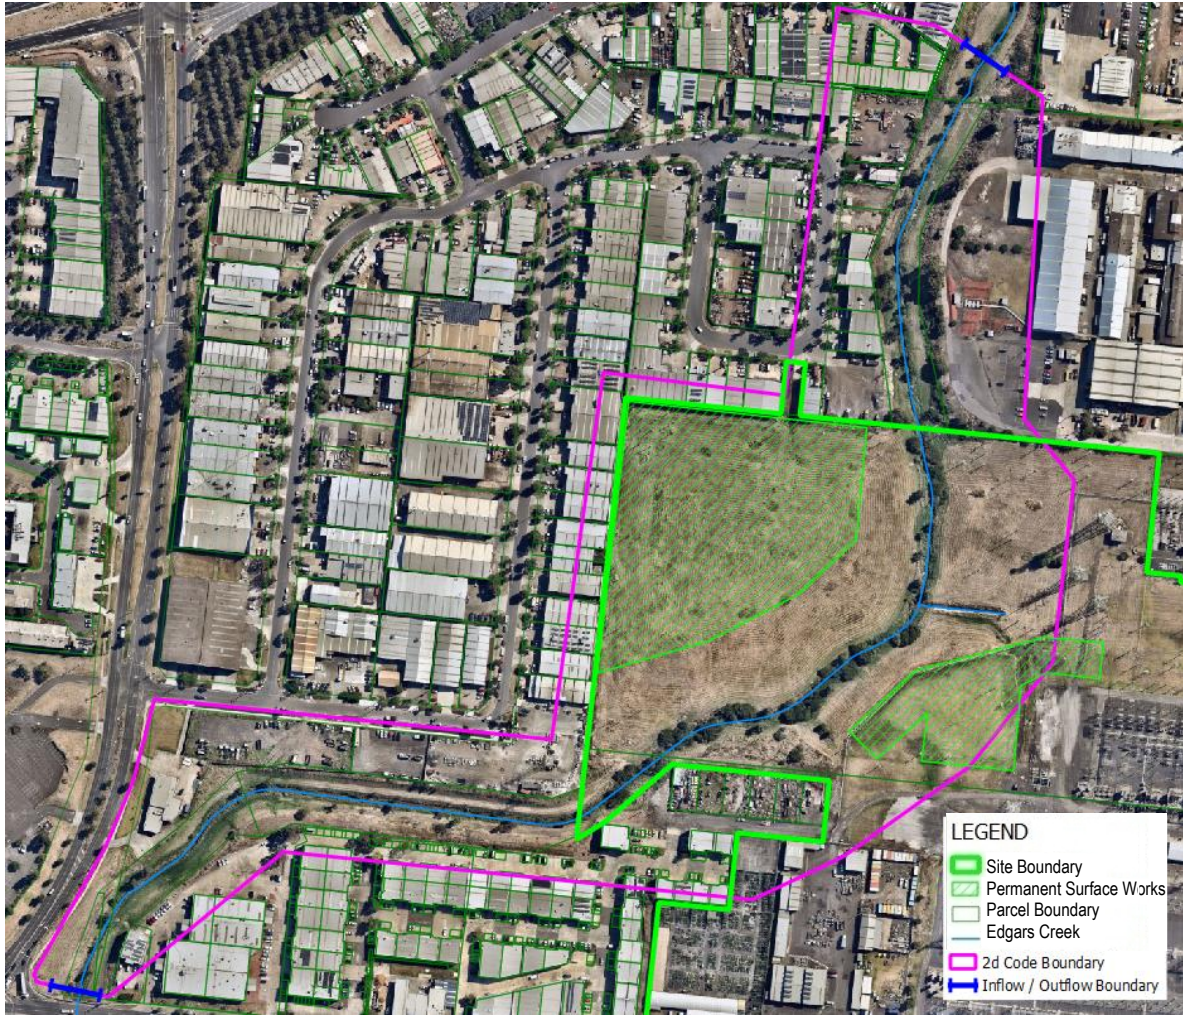 LEGEND
Site Boundary
Permanent Surface Works
Parcel Boundary
Edgars Creek
2d Code Boundary
Inflow / Outflow Boundary